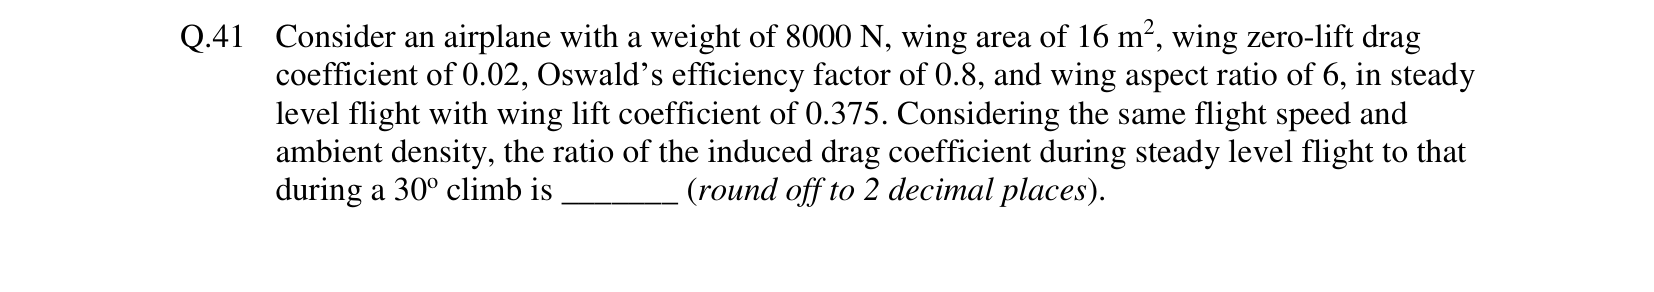 Q.41 Consider an airplane with a weight of 8000 N, wing area of 16 m², wing zero-lift drag
coefficient of 0.02, Oswald’s efficiency factor of 0.8, and wing aspect ratio of 6, in steady
level flight with wing lift coefficient of 0.375. Considering the same flight speed and
ambient density, the ratio of the induced drag coefficient during steady level flight to that
during a 30º climb is _______ (round off to 2 decimal places).